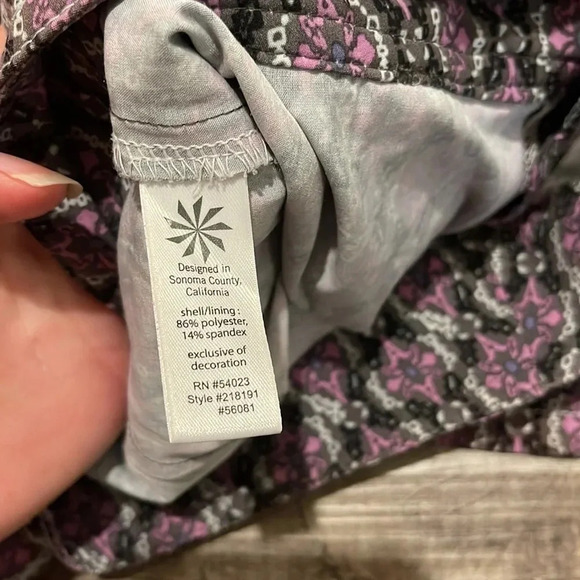 Designed in
Sonoma County,
California
shell/lining :
86% polyester,
14% spandex
exclusive of
decoration
RN #54023
Style #218191
#56081